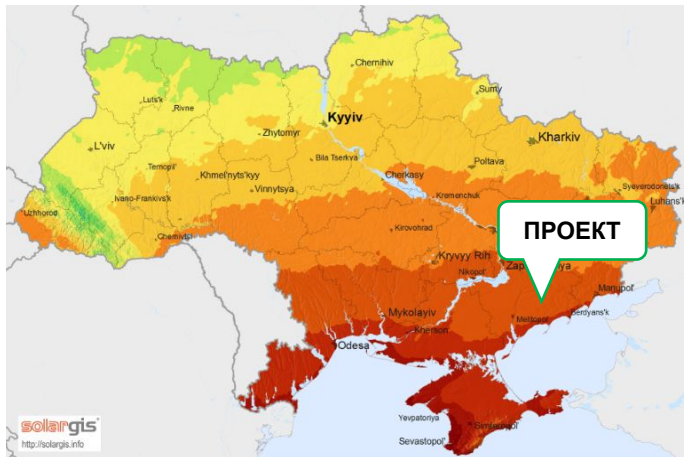 Chernihiv
Luts'k
Rivne
Sumy
Kyyiv
Zhytomyr
L'viv
Kharkiv
Bila Tserkva
Ternopil'
Poltava
Khmel'nyts'kyy
Cherkasy
Vinnytsya
Syeverodonets'k
Ivano-Frankivs'k
Kremenchuk
Luhans'k
Uzhhorod
Chernivtsi
Kirovohrad
ПРОЕКТ
Kryvyy Rih
Nikopol'
Mariupol'
Mykolayiv
Melitopol'
Berdyans'k
Kherson
Odesa
Yevpatoriya
Simferopol'
Sevastopol'
solargis
http://solargis.info